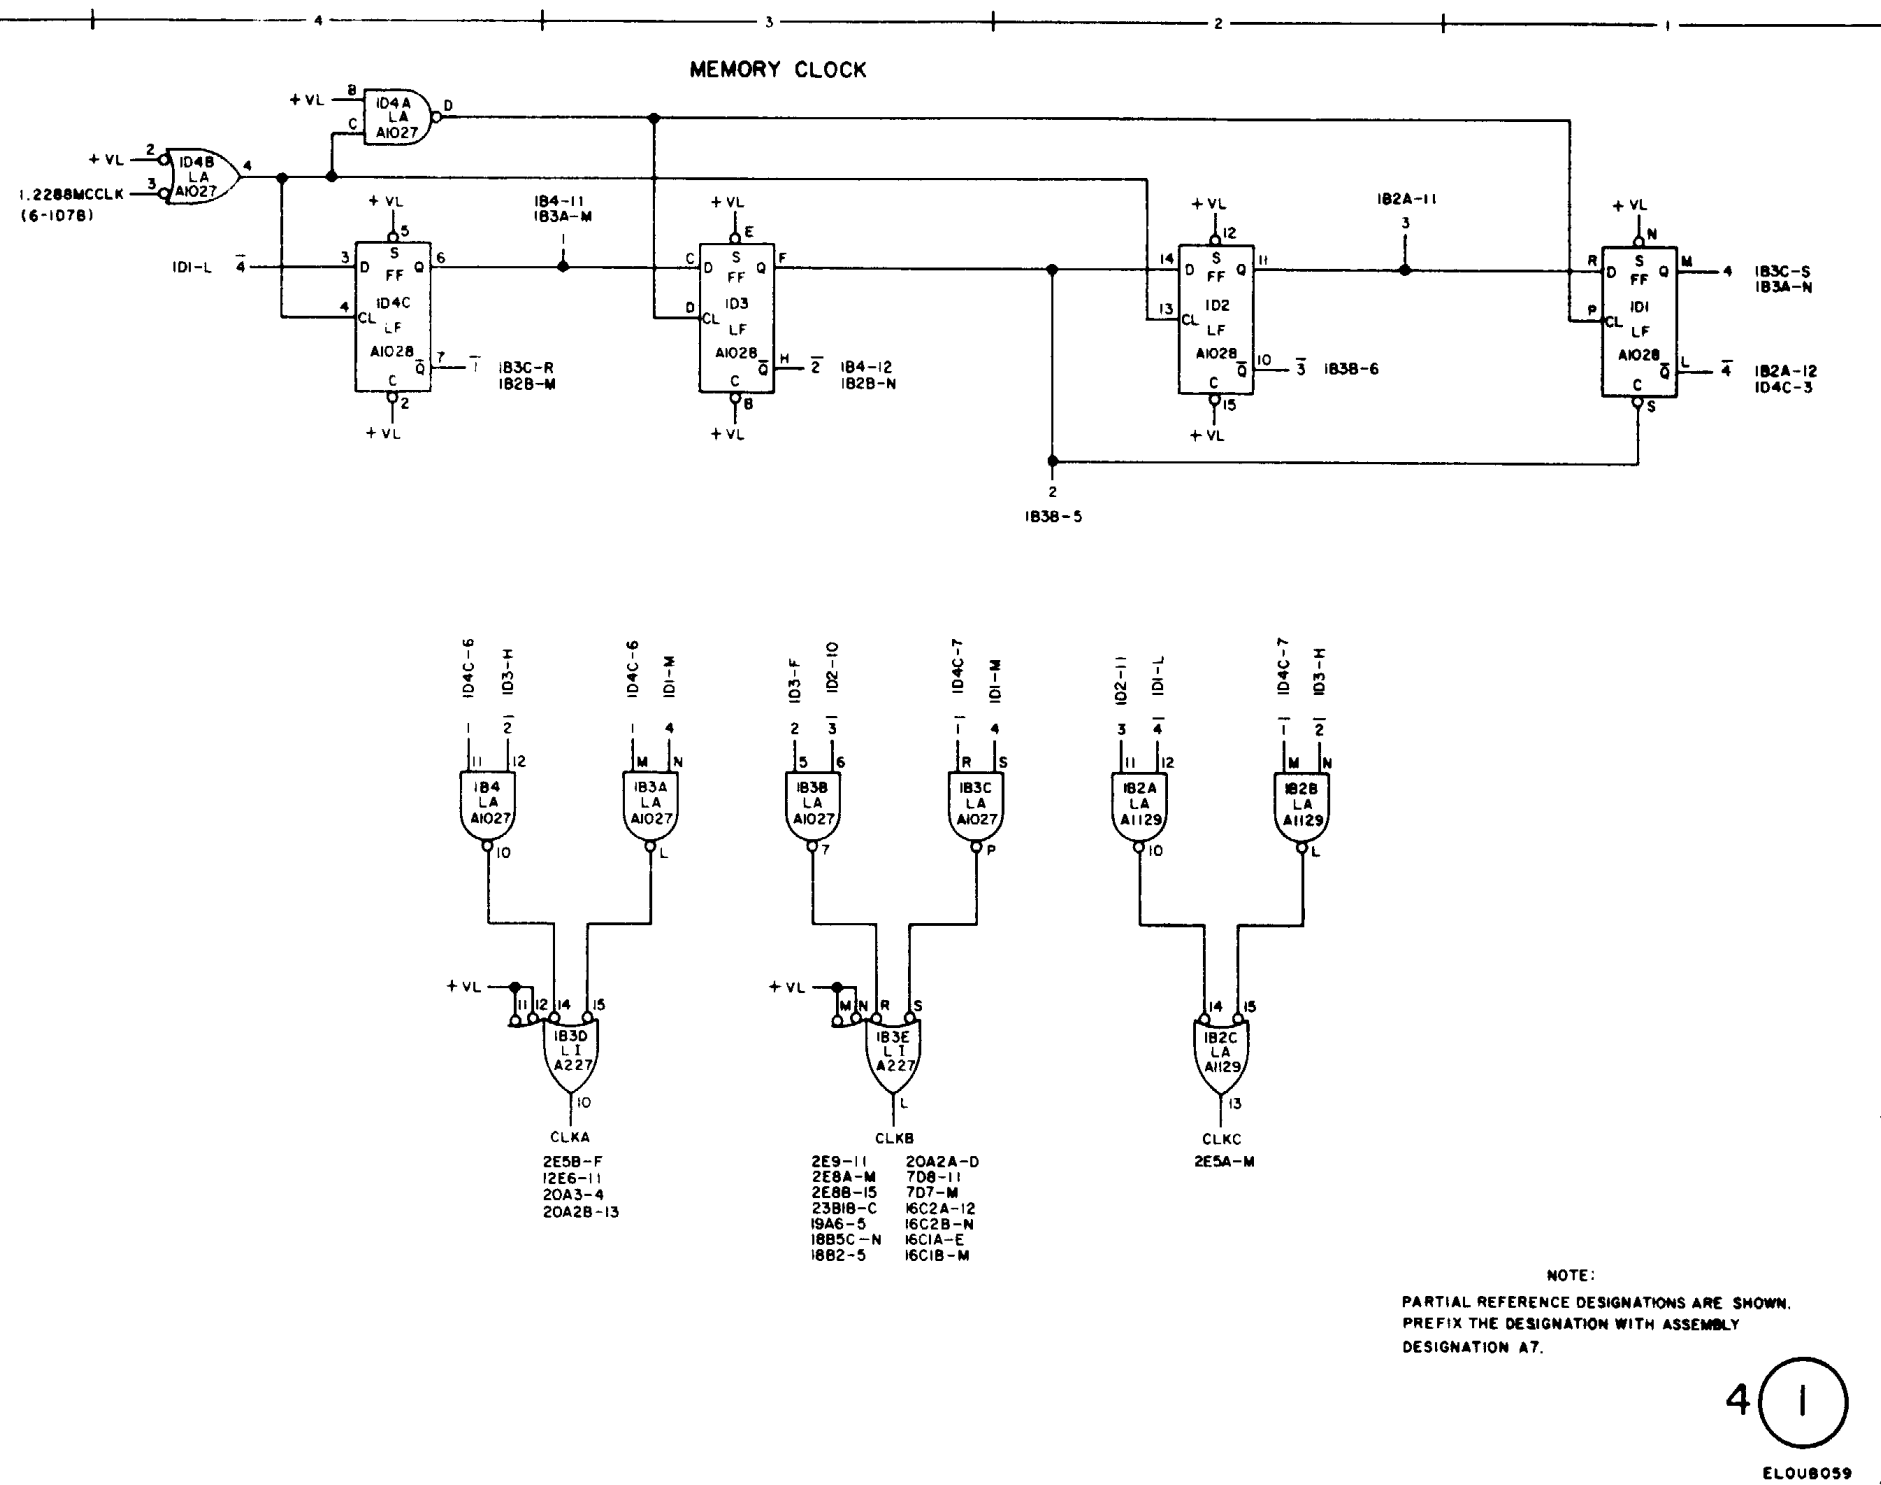 4 3 2 1
MEMORY CLOCK
+VL B 1D4A D
LA
C A1027
+VL 2 1D4B 4
LA
1.2288MCCLK 3 A1027
(6-1D7B)
+VL 1B4-11 +VL +VL 1B2A-11 +VL
1B3A-M
5 1 E 12 3 N
1D1-L 4̅ 3 D S Q 6 C D S Q F 14 D S Q 11 R D S Q M 4 1B3C-S
FF FF FF FF 1B3A-N
4 CL 1D4C D CL 1D3 13 CL 1D2 P CL 1D1
LF LF LF LF
A1028 A1028 A1028 A1028
Q̅ 7 1̅ 1B3C-R Q̅ H 2̅ 1B4-12 Q̅ 10 3̅ 1B3B-6 Q̅ L 4̅ 1B2A-12
C 1B2B-M C 1B2B-N C C 1D4C-3
2 B 15 S
+VL +VL +VL
2
1B3B-5
1D4C-6 1D3-H 1D4C-6 1D1-M 1D3-F 1D2-10 1D4C-7 1D1-M 1D2-11 1D1-L 1D4C-7 1D3-H
1 2̅ 1 4 2 3̅ 1̅ 4 3 4̅ 1̅ 2̅
11 12 M N 5 6 R S 11 12 M N
1B4 1B3A 1B3B 1B3C 1B2A 1B2B
LA LA LA LA LA LA
A1027 A1027 A1027 A1027 A1129 A1129
10 L 7 P 10 L
+VL +VL
11 12 14 15 M N R S 14 15
1B3D 1B3E 1B2C
LI LI LA
A227 A227 A1129
10 L 13
CLKA CLKB CLKC
2E5B-F 2E9-11 20A2A-D 2E5A-M
12E6-11 2E8A-M 7D8-11
20A3-4 2E8B-15 7D7-M
20A2B-13 23B1B-C 16C2A-12
19A6-5 16C2B-N
18B5C-N 16C1A-E
18B2-5 16C1B-M
NOTE:
PARTIAL REFERENCE DESIGNATIONS ARE SHOWN.
PREFIX THE DESIGNATION WITH ASSEMBLY
DESIGNATION A7.
4 1
EL0UB059